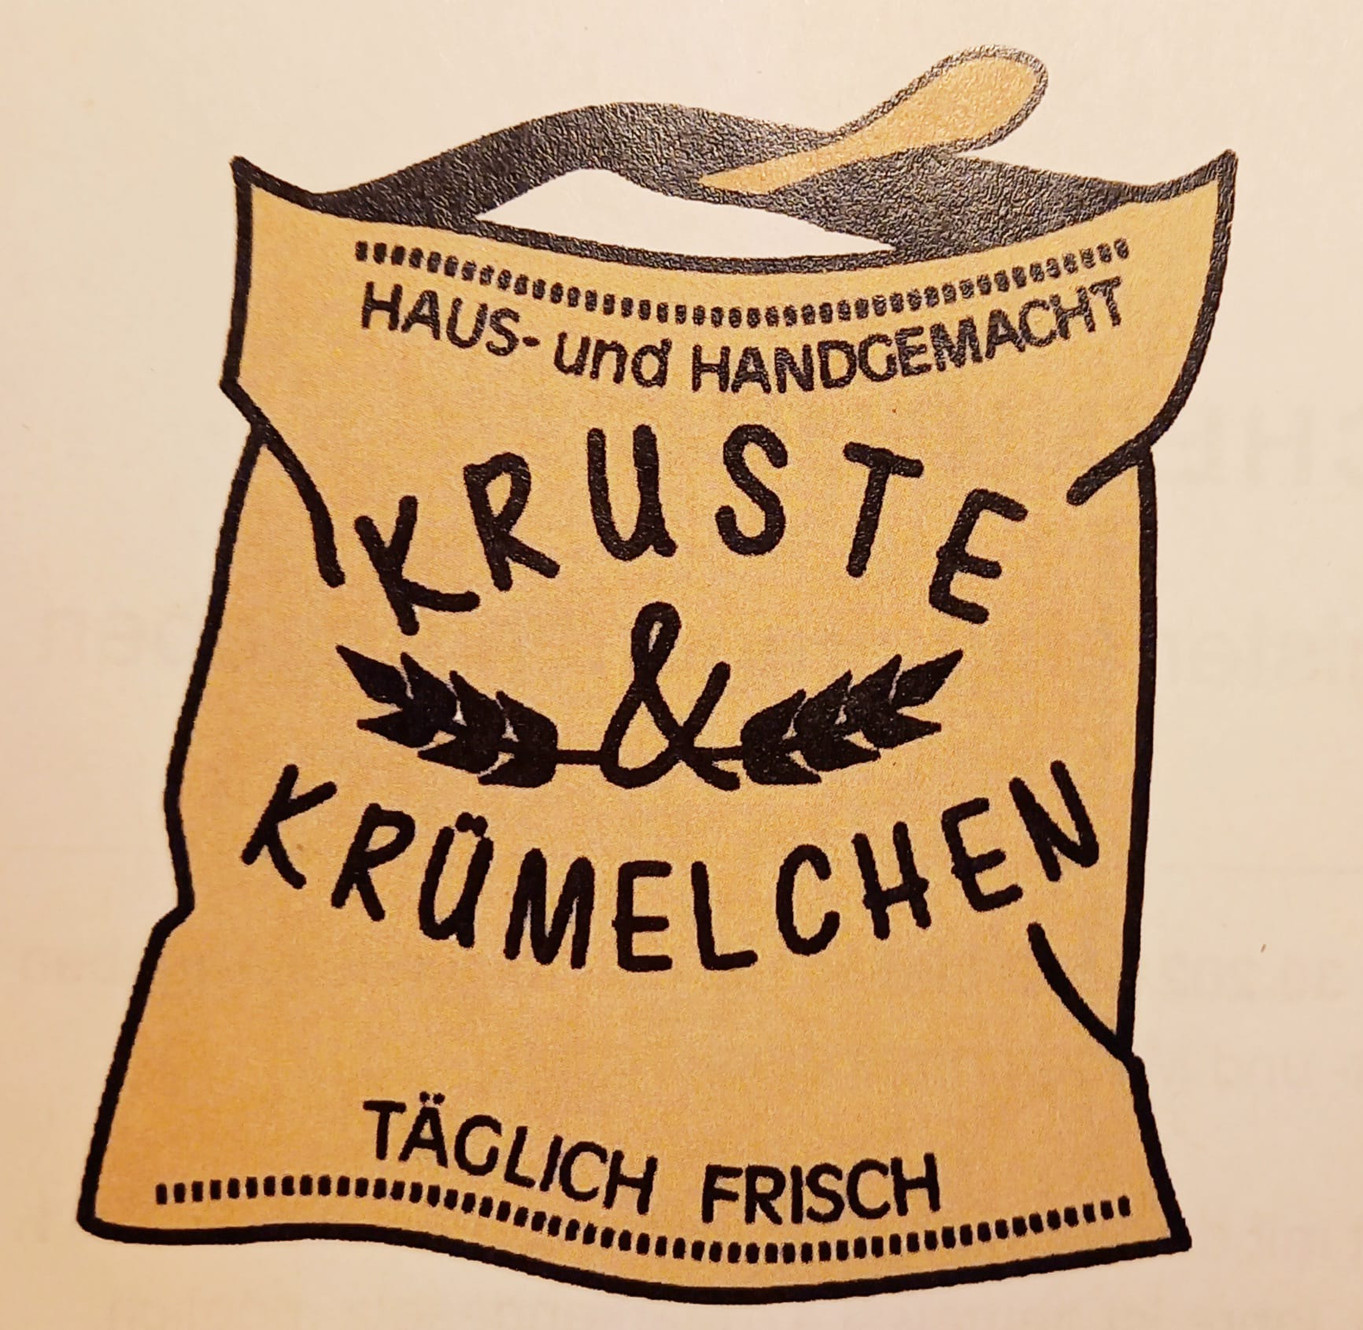 HAUS- und HANDGEMACHT
KRUSTE
&
KRÜMELCHEN
TÄGLICH FRISCH